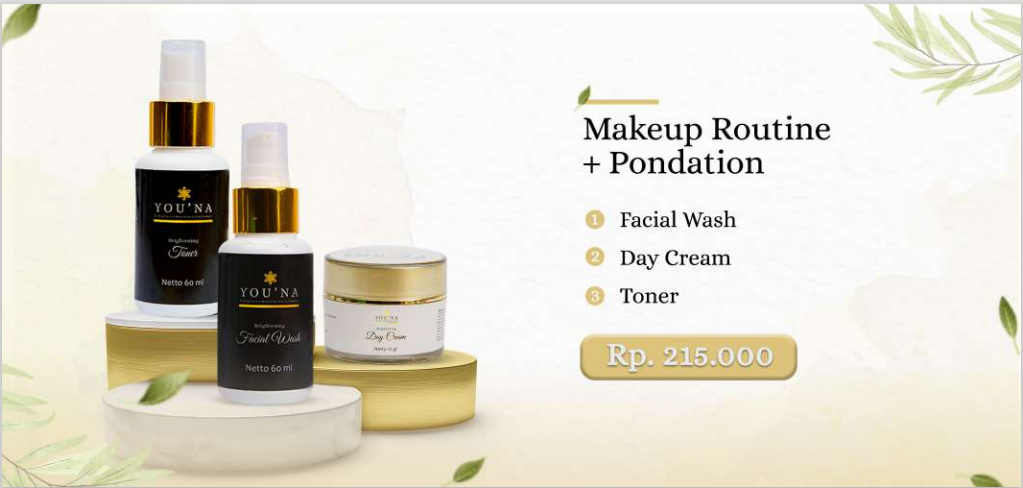 YOU'NA
Brightening
Toner
Netto 60 ml
YOU'NA
Brightening
Facial Wash
Netto 60 ml
YOU'NA
Day Cream
Makeup Routine
+ Pondation
1 Facial Wash
2 Day Cream
3 Toner
Rp. 215.000